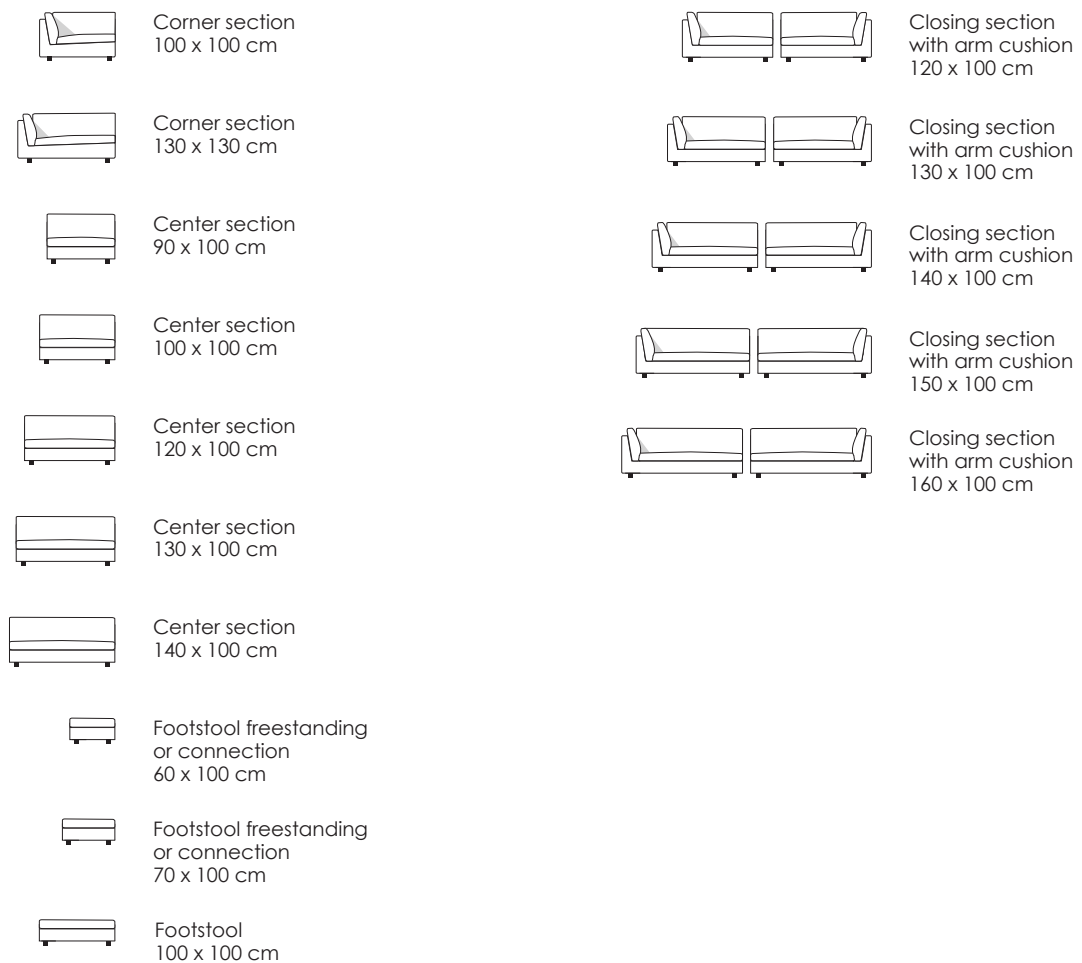 Corner section
100 x 100 cm
Corner section
130 x 130 cm
Center section
90 x 100 cm
Center section
100 x 100 cm
Center section
120 x 100 cm
Center section
130 x 100 cm
Center section
140 x 100 cm
Footstool freestanding
or connection
60 x 100 cm
Footstool freestanding
or connection
70 x 100 cm
Footstool
100 x 100 cm
Closing section
with arm cushion
120 x 100 cm
Closing section
with arm cushion
130 x 100 cm
Closing section
with arm cushion
140 x 100 cm
Closing section
with arm cushion
150 x 100 cm
Closing section
with arm cushion
160 x 100 cm